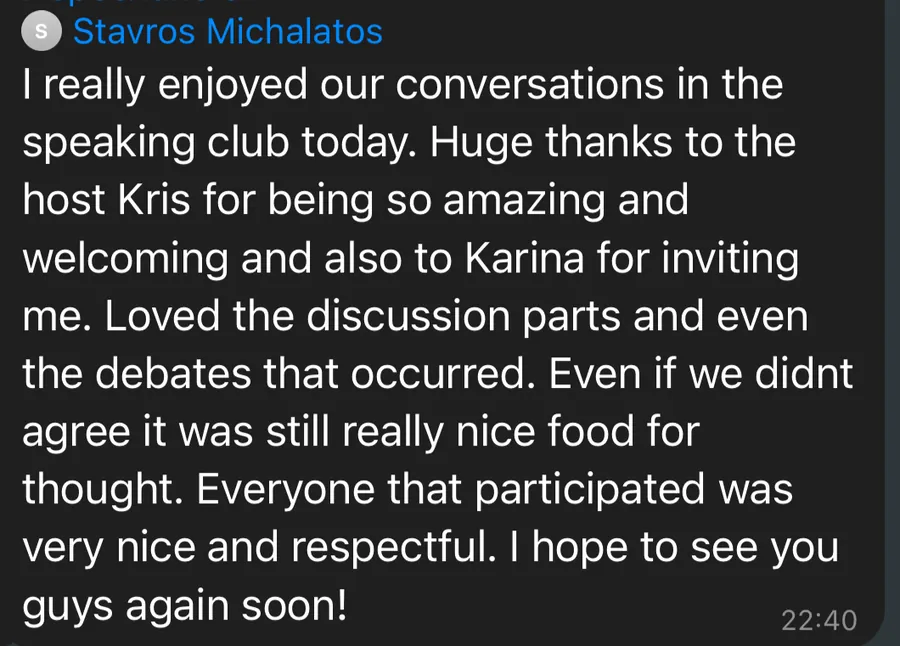 S
Stavros Michalatos
I really enjoyed our conversations in the
speaking club today. Huge thanks to the
host Kris for being so amazing and
welcoming and also to Karina for inviting
me. Loved the discussion parts and even
the debates that occurred. Even if we didnt
agree it was still really nice food for
thought. Everyone that participated was
very nice and respectful. I hope to see you
guys again soon!
22:40